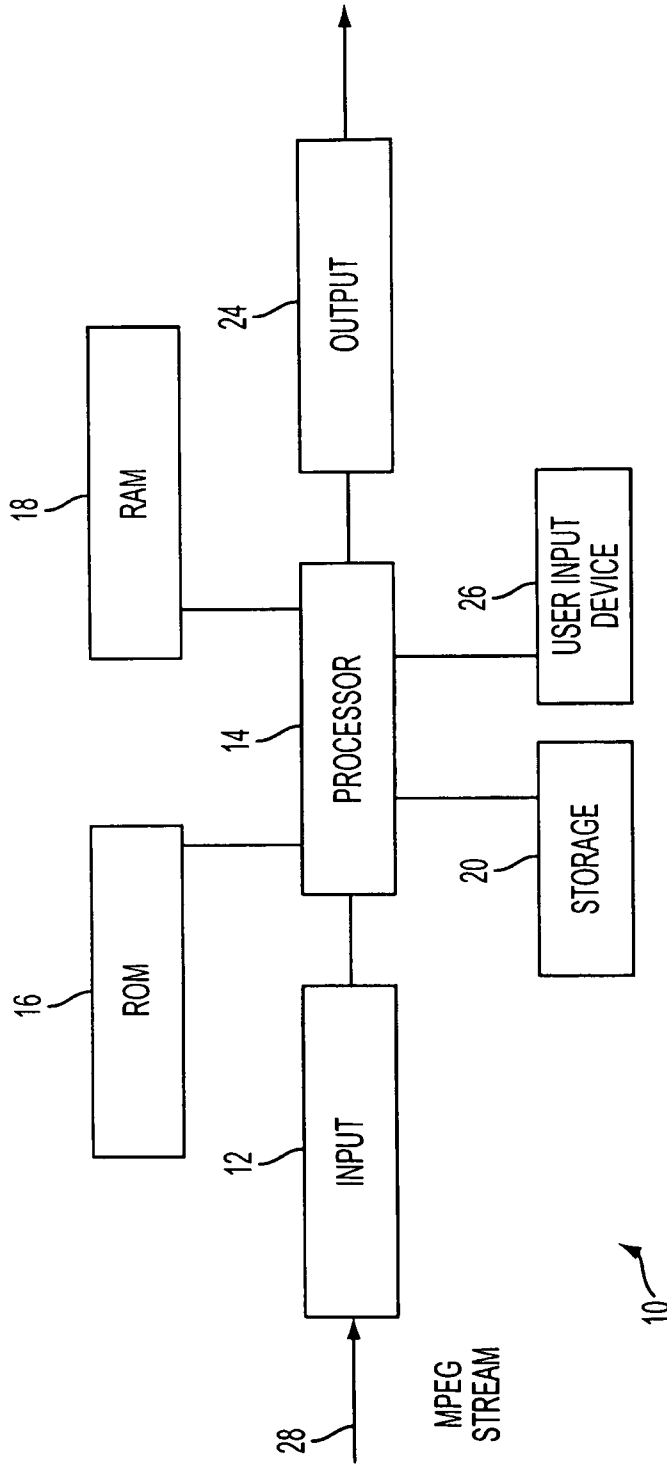 16
ROM
18
RAM
28
MPEG
STREAM
12
INPUT
14
PROCESSOR
24
OUTPUT
20
STORAGE
26
USER INPUT
DEVICE
10